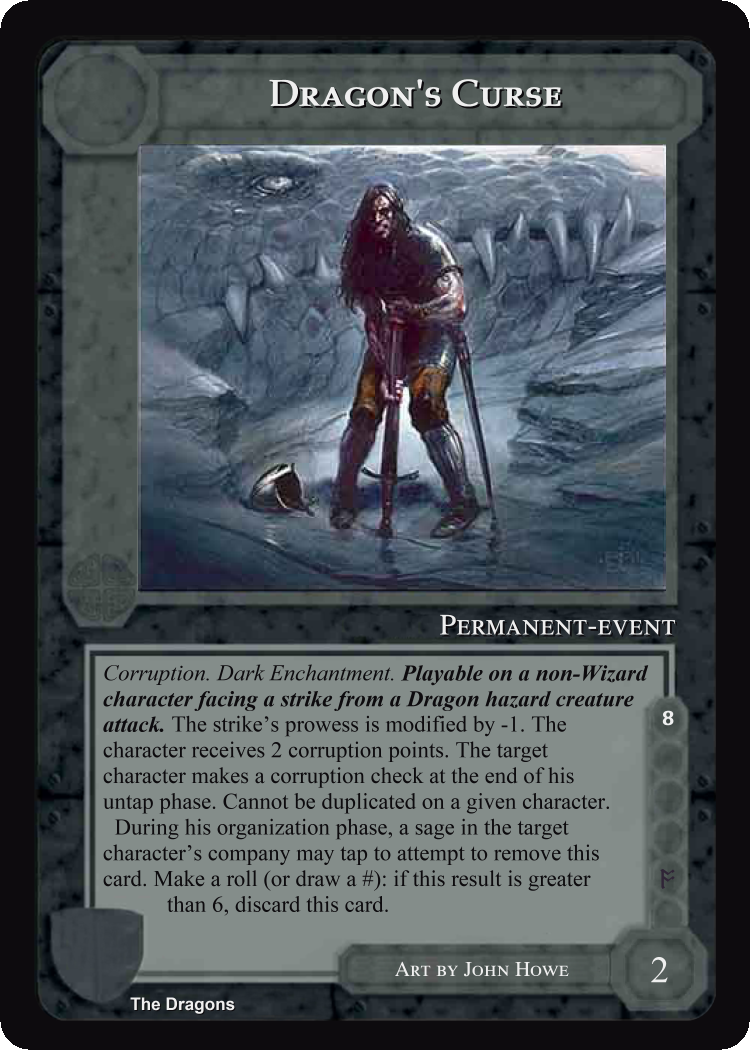 Dragon's Curse
Permanent-event
Corruption. Dark Enchantment. Playable on a non-Wizard
character facing a strike from a Dragon hazard creature
attack. The strike's prowess is modified by -1. The
character receives 2 corruption points. The target
character makes a corruption check at the end of his
untap phase. Cannot be duplicated on a given character.
During his organization phase, a sage in the target
character's company may tap to attempt to remove this
card. Make a roll (or draw a #): if this result is greater
than 6, discard this card.
8
ᚩ
Art by John Howe
2
The Dragons